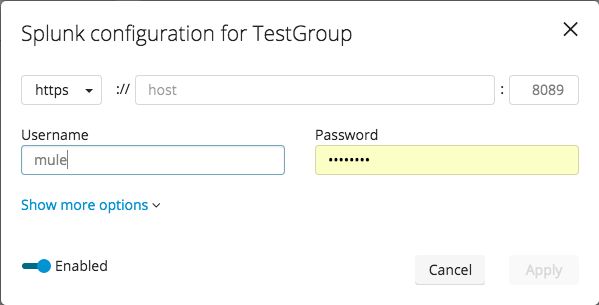 Splunk configuration for TestGroup
https :// host : 8089
Username Password
mule ••••••••
Show more options
Enabled Cancel Apply